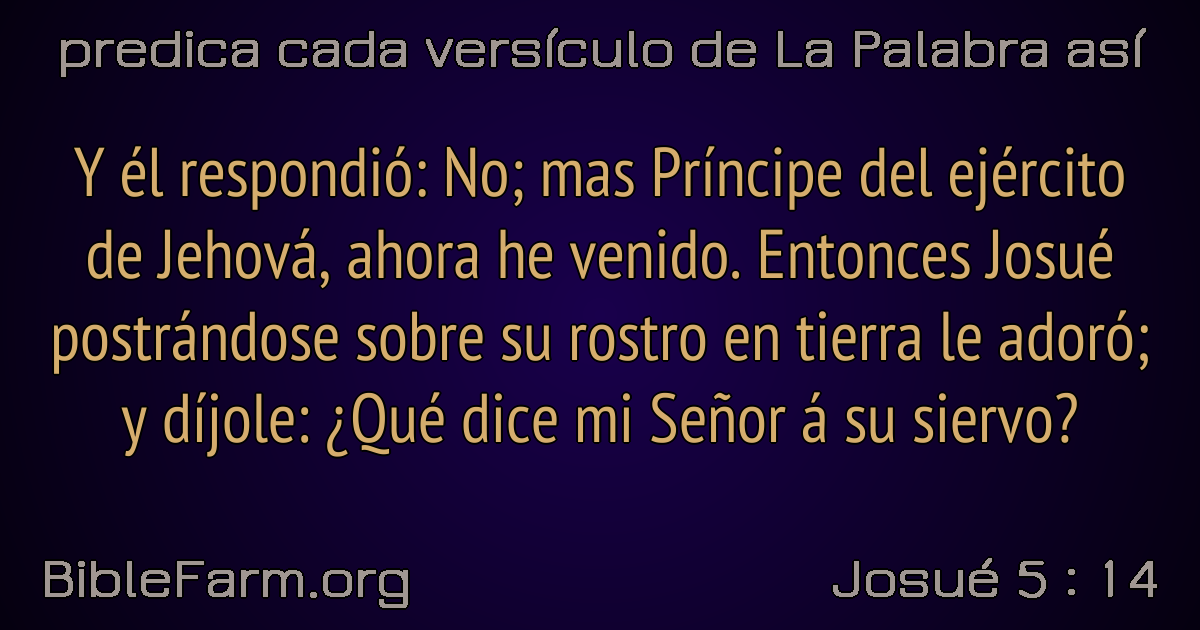 predica cada versículo de La Palabra así
Y él respondió: No; mas Príncipe del ejército
de Jehová, ahora he venido. Entonces Josué
postrándose sobre su rostro en tierra le adoró;
y díjole: ¿Qué dice mi Señor á su siervo?
BibleFarm.org
Josué 5 : 14